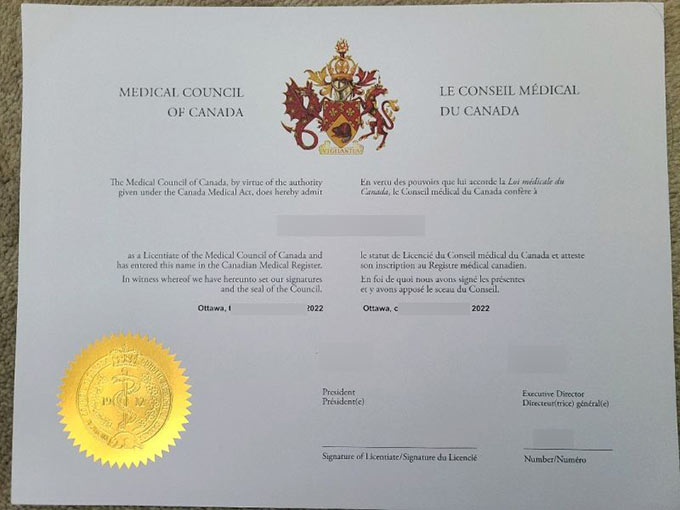 MEDICAL COUNCIL
OF CANADA
LE CONSEIL MÉDICAL
DU CANADA
VIGILANTES
The Medical Council of Canada, by virtue of the authority
given under the Canada Medical Act, does hereby admit
En vertu des pouvoirs que lui accorde la Loi médicale du
Canada, le Conseil médical du Canada confère à
as a Licentiate of the Medical Council of Canada and
has entered this name in the Canadian Medical Register.
In witness whereof we have hereunto set our signatures
and the seal of the Council.
le statut de Licencié du Conseil médical du Canada et atteste
son inscription au Registre médical canadien.
En foi de quoi nous avons signé les présentes
et y avons apposé le sceau du Conseil.
Ottawa, 2022
Ottawa, 2022
1912
President
Président(e)
Executive Director
Directeur(trice) général(e)
Signature of Licentiate/Signature du Licencié
Number/Numéro